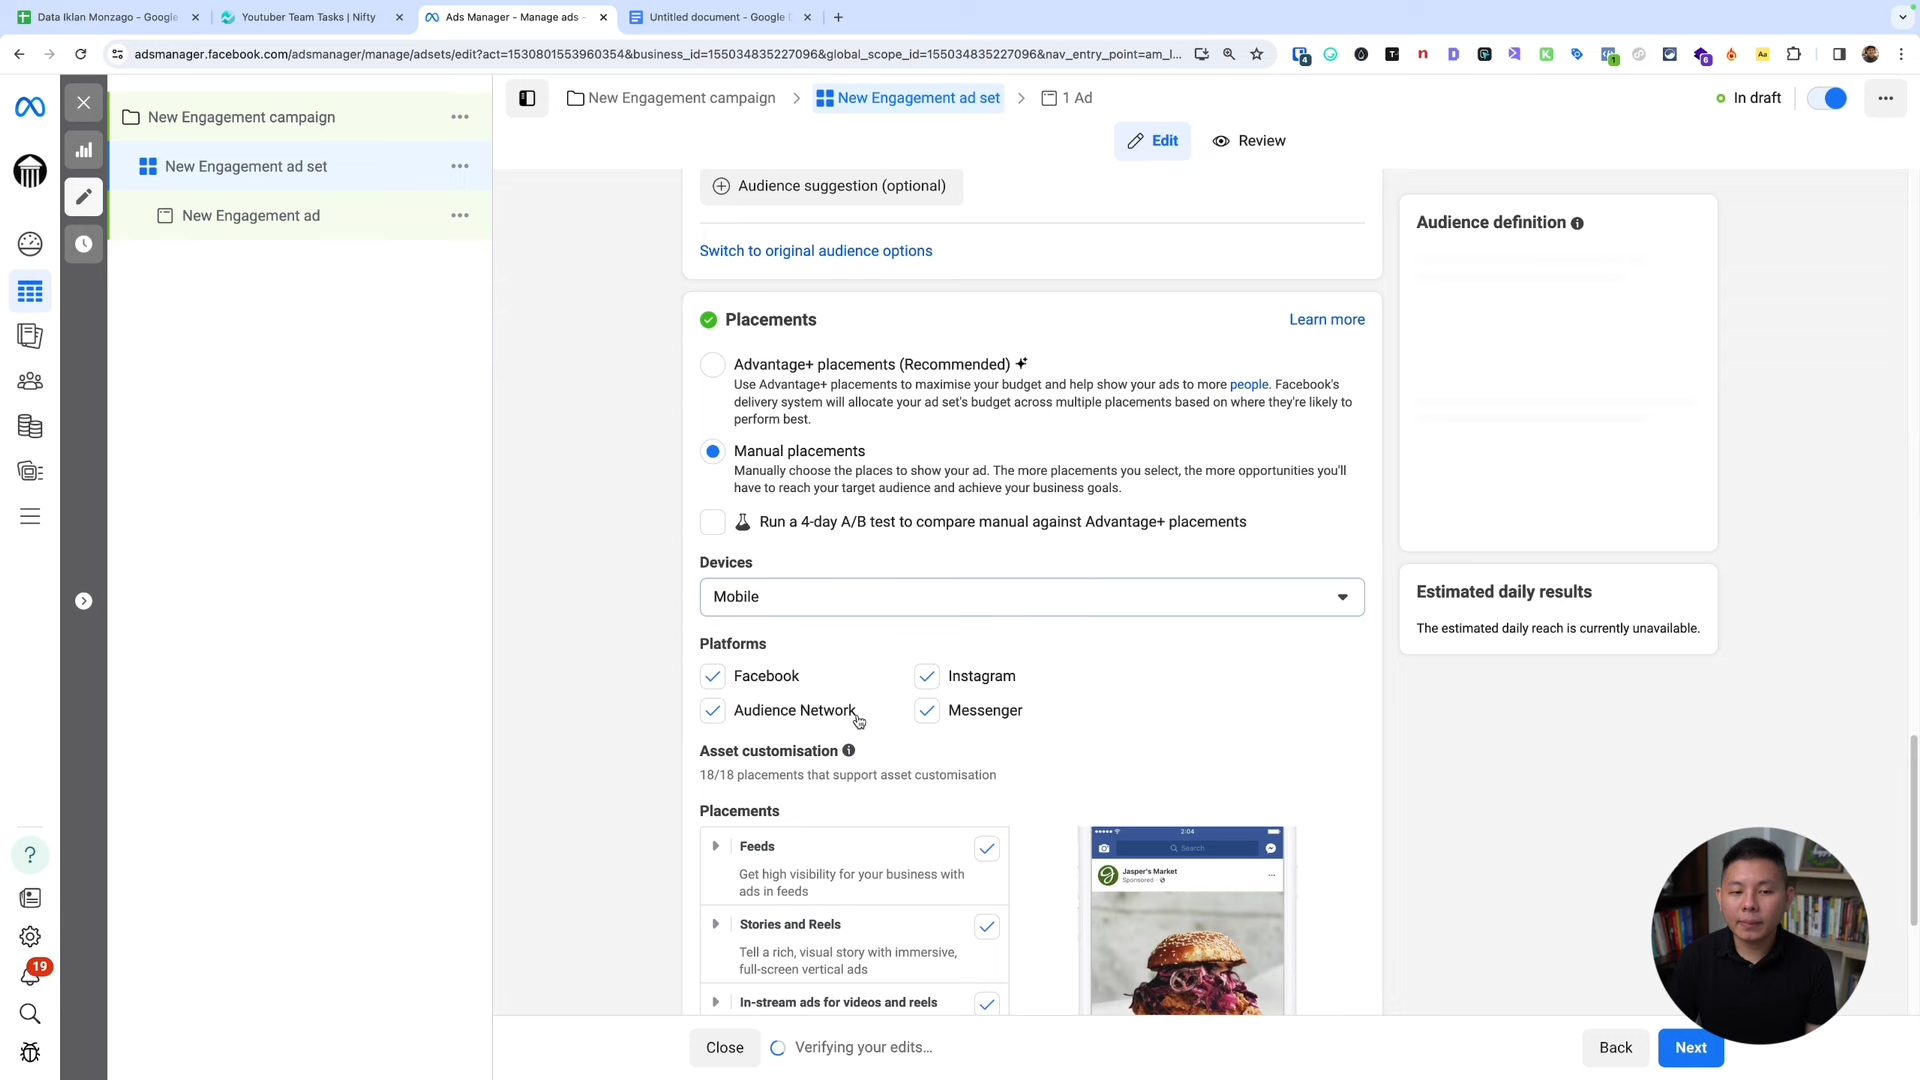 Data Iklan Monzago - Google
Youtuber Team Tasks | Nifty
Ads Manager - Manage ads -
Untitled document - Google D
adsmanager.facebook.com/adsmanager/manage/adsets/edit?act=1530801553960354&business_id=155034835227096&global_scope_id=155034835227096&nav_entry_point=am_l...
New Engagement campaign
New Engagement ad set
New Engagement ad
New Engagement campaign
New Engagement ad set
1 Ad
In draft
Edit
Review
Audience suggestion (optional)
Switch to original audience options
Placements
Learn more
Advantage+ placements (Recommended)
Use Advantage+ placements to maximise your budget and help show your ads to more people. Facebook's
delivery system will allocate your ad set's budget across multiple placements based on where they're likely to
perform best.
Manual placements
Manually choose the places to show your ad. The more placements you select, the more opportunities you'll
have to reach your target audience and achieve your business goals.
Run a 4-day A/B test to compare manual against Advantage+ placements
Devices
Mobile
Platforms
Facebook
Instagram
Audience Network
Messenger
Asset customisation
18/18 placements that support asset customisation
Placements
Feeds
Get high visibility for your business with
ads in feeds
Stories and Reels
Tell a rich, visual story with immersive,
full-screen vertical ads
In-stream ads for videos and reels
2:04
Search
Jasper's Market
Sponsored
Audience definition
Estimated daily results
The estimated daily reach is currently unavailable.
19
Close
Verifying your edits...
Back
Next